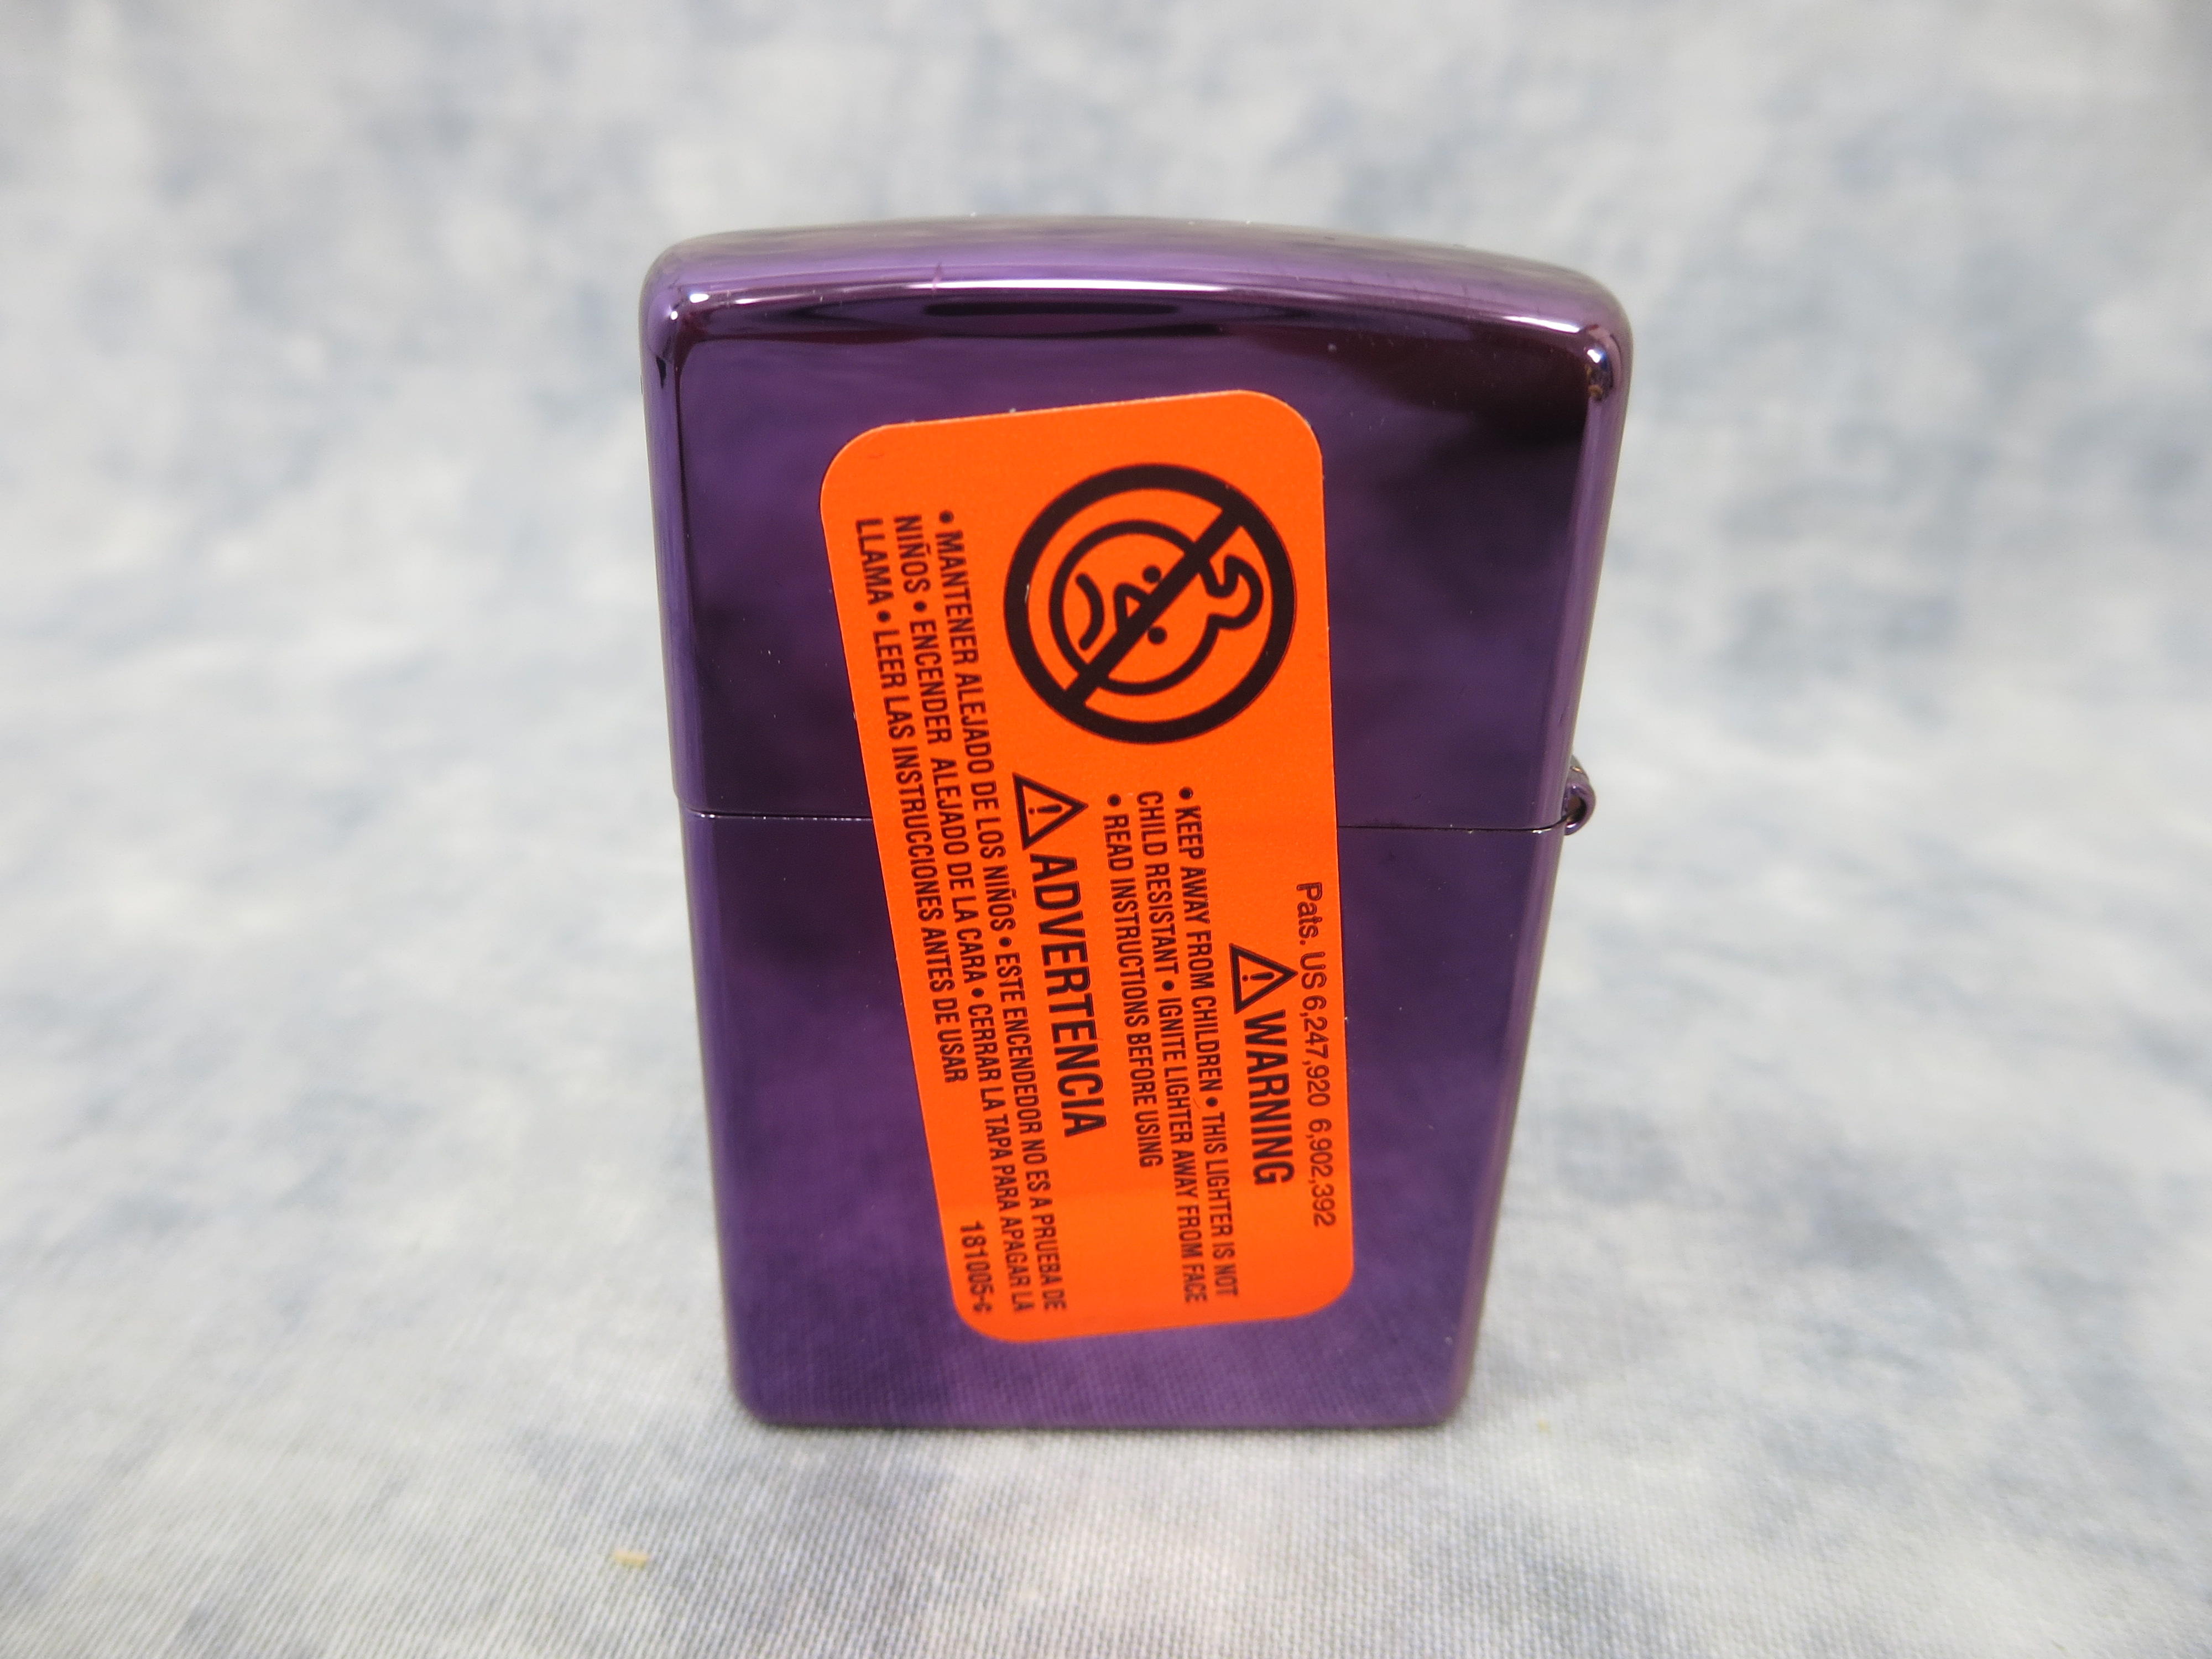 Pats. US 6,247,920 6,902,392
WARNING
• KEEP AWAY FROM CHILDREN • THIS LIGHTER IS NOT
CHILD RESISTANT • IGNITE LIGHTER AWAY FROM FACE
• READ INSTRUCTIONS BEFORE USING
ADVERTENCIA
• MANTENER ALEJADO DE LOS NIÑOS • ESTE ENCENDEDOR NO ES A PRUEBA DE
NIÑOS • ENCENDER ALEJADO DE LA CARA • CERRAR LA TAPA PARA APAGAR LA
LLAMA • LEER LAS INSTRUCCIONES ANTES DE USAR
181005-c